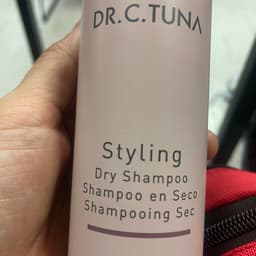 DR.C.TUNA
Styling
Dry Shampoo
Shampoo en Seco
Shampooing Sec